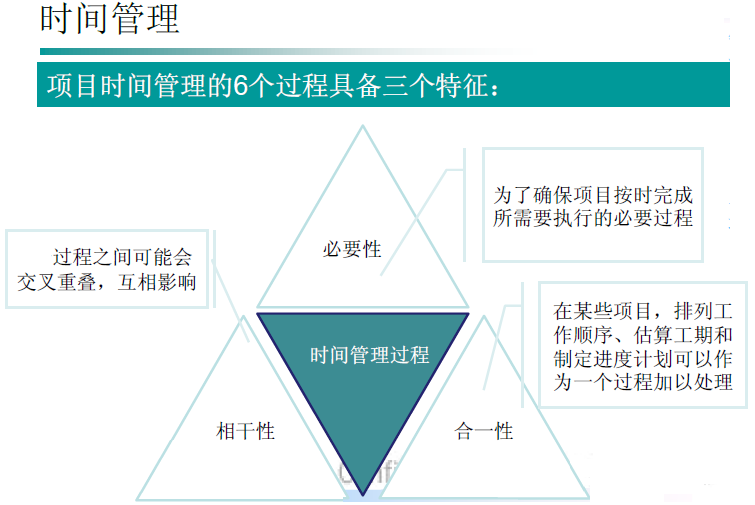 时间管理
项目时间管理的6个过程具备三个特征：
为了确保项目按时完成
所需要执行的必要过程
必要性
过程之间可能会
交叉重叠，互相影响
在某些项目，排列工
作顺序、估算工期和
制定进度计划可以作
为一个过程加以处理
时间管理过程
相干性
合一性